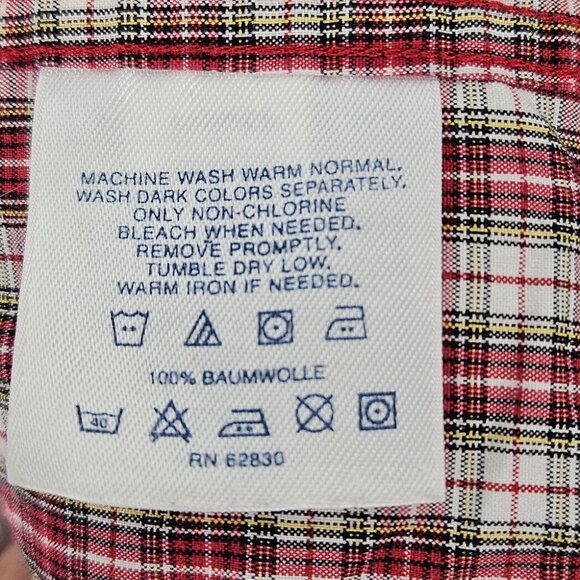 MACHINE WASH WARM NORMAL.
WASH DARK COLORS SEPARATELY.
ONLY NON-CHLORINE
BLEACH WHEN NEEDED.
REMOVE PROMPTLY.
TUMBLE DRY LOW.
WARM IRON IF NEEDED.
100% BAUMWOLLE
40
RN 62830